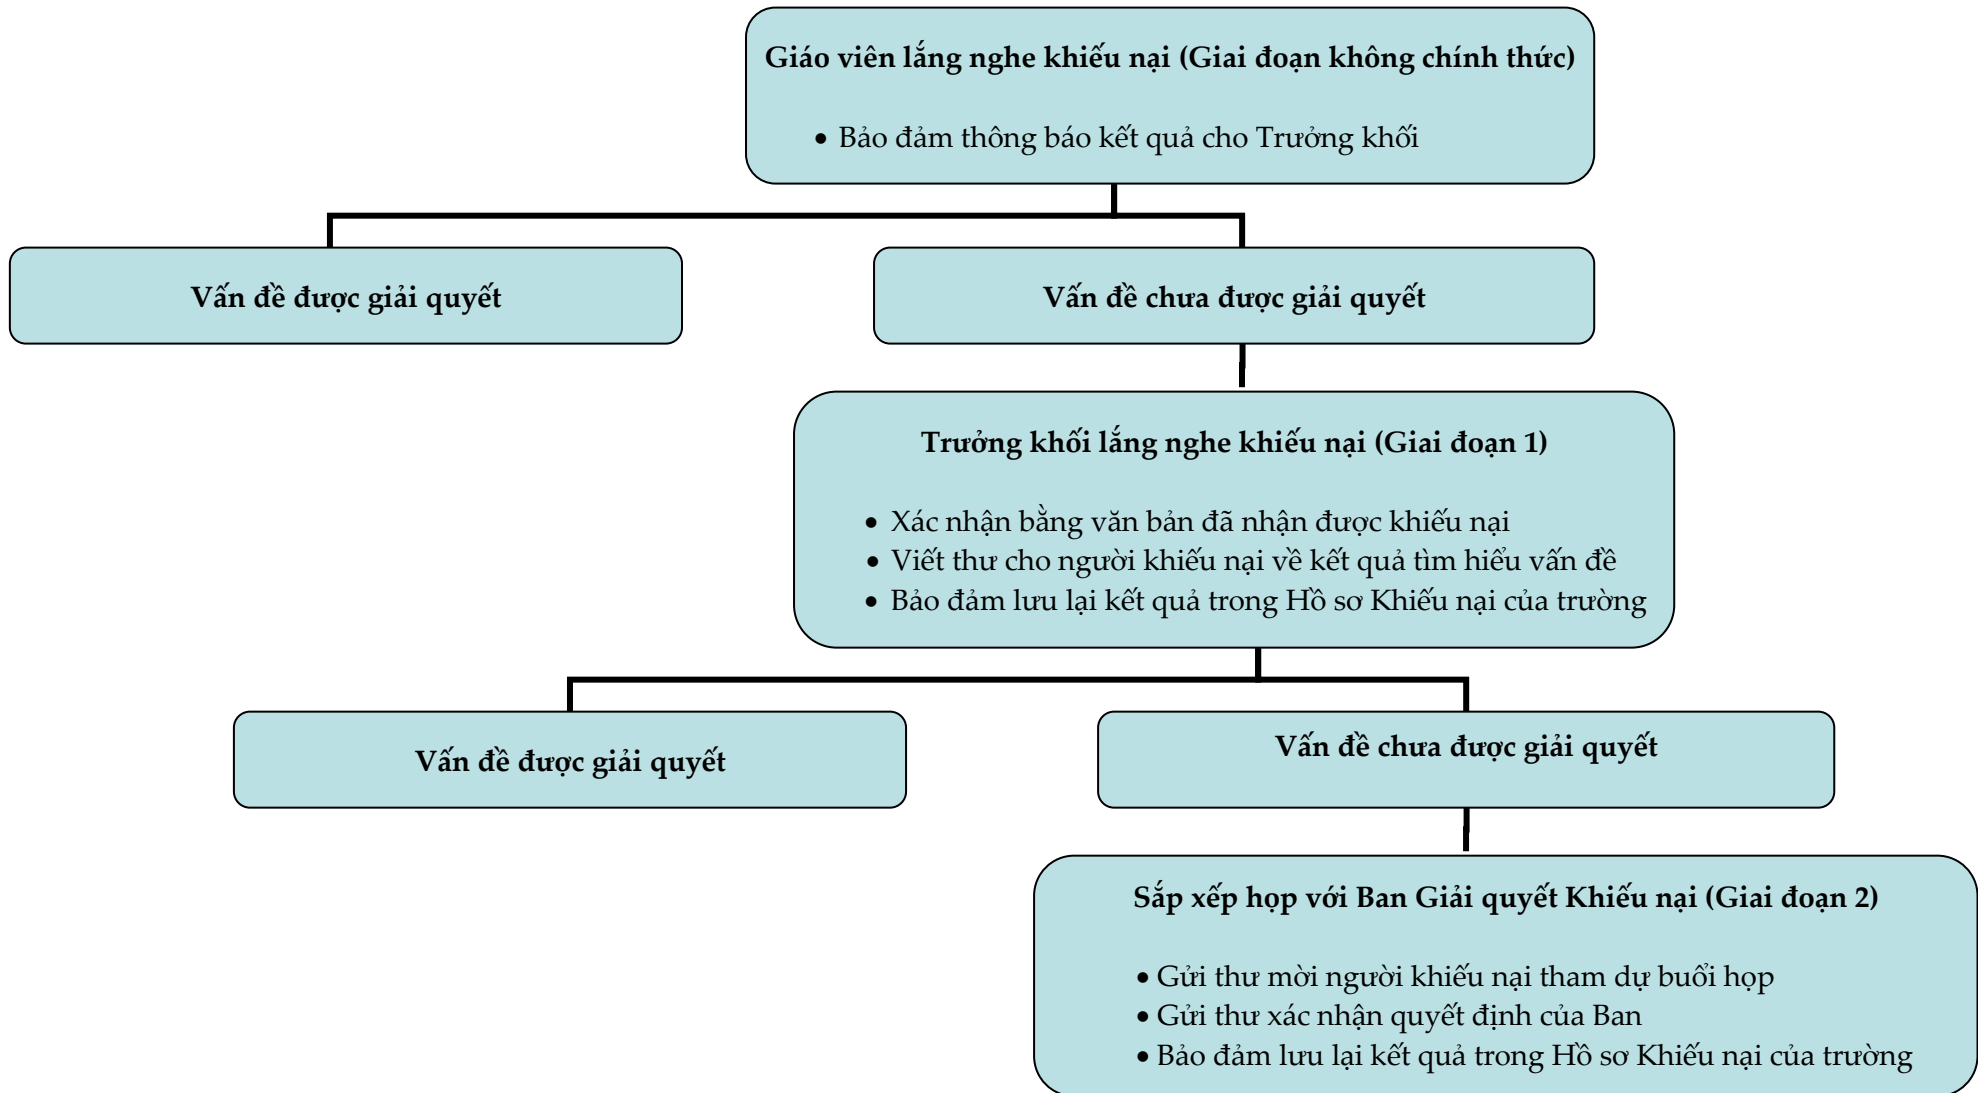 Giáo viên lắng nghe khiếu nại (Giai đoạn không chính thức)
• Bảo đảm thông báo kết quả cho Trưởng khối
Vấn đề được giải quyết
Vấn đề chưa được giải quyết
Trưởng khối lắng nghe khiếu nại (Giai đoạn 1)
• Xác nhận bằng văn bản đã nhận được khiếu nại
• Viết thư cho người khiếu nại về kết quả tìm hiểu vấn đề
• Bảo đảm lưu lại kết quả trong Hồ sơ Khiếu nại của trường
Vấn đề được giải quyết
Vấn đề chưa được giải quyết
Sắp xếp họp với Ban Giải quyết Khiếu nại (Giai đoạn 2)
• Gửi thư mời người khiếu nại tham dự buổi họp
• Gửi thư xác nhận quyết định của Ban
• Bảo đảm lưu lại kết quả trong Hồ sơ Khiếu nại của trường